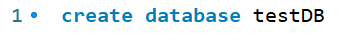 1 • create database testDB